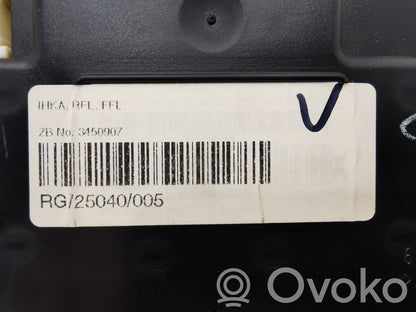 IHKA, RFL, FFL
ZB No. 3450907
RG/25040/005
V
Ovoko